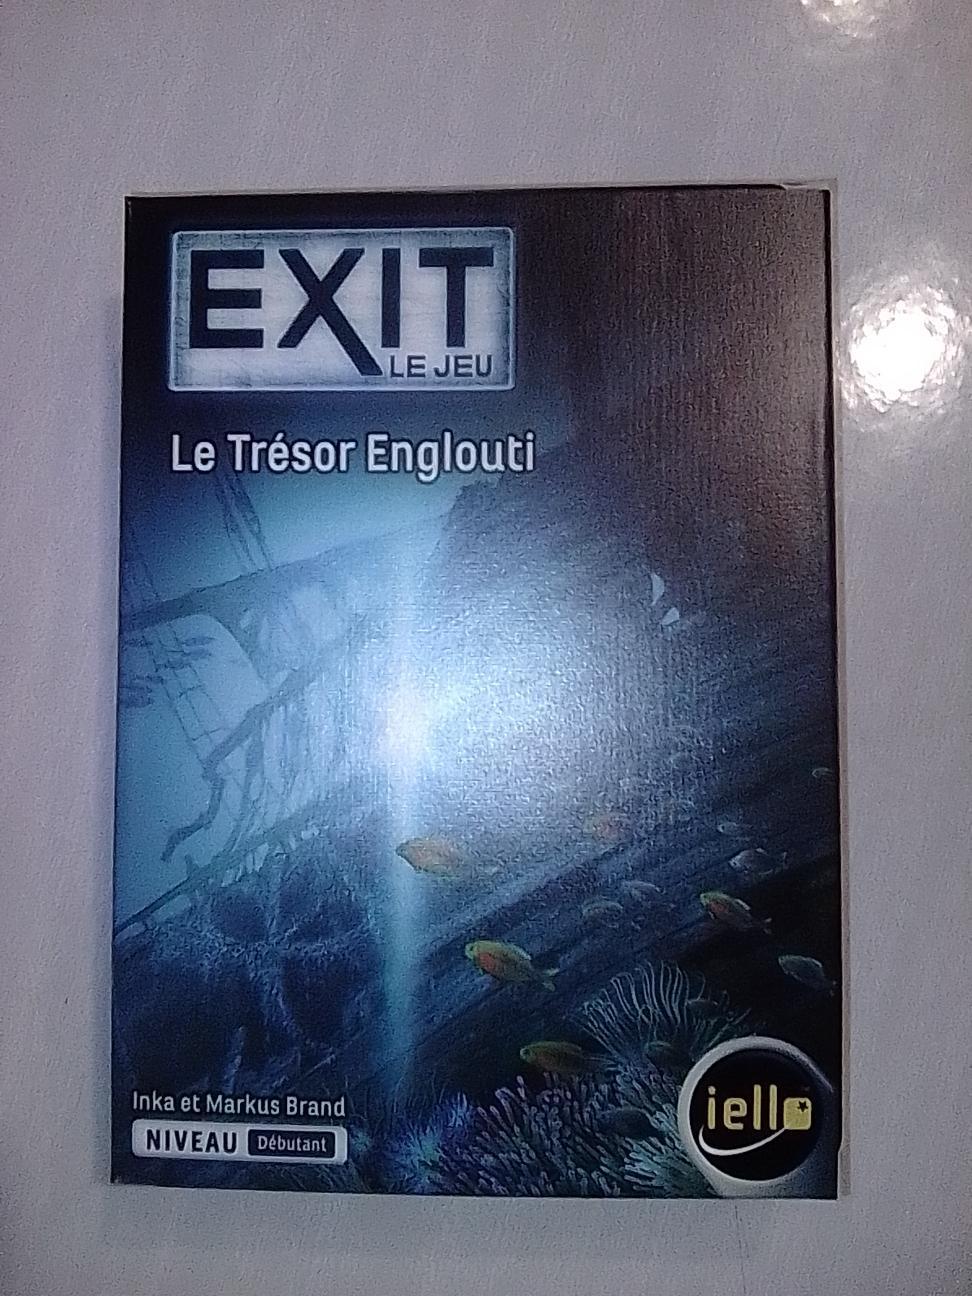 EXIT
LE JEU
Le Trésor Englouti
Inka et Markus Brand
NIVEAU Débutant
iello